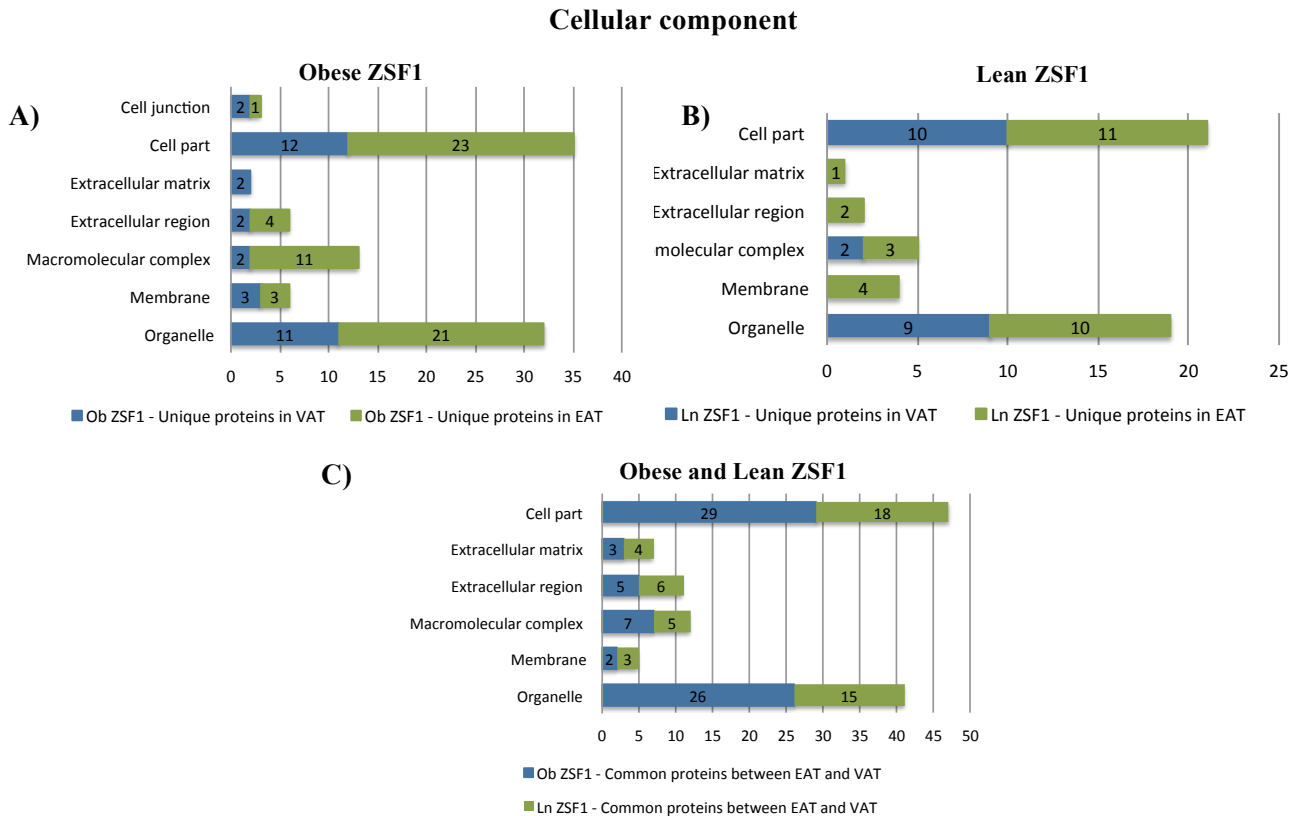 Cellular component
Obese ZSF1
A)
Cell junction
2 1
Cell part
12 23
Extracellular matrix
2
Extracellular region
2 4
Macromolecular complex
2 11
Membrane
3 3
Organelle
11 21
0 5 10 15 20 25 30 35 40
Ob ZSF1 - Unique proteins in VAT Ob ZSF1 - Unique proteins in EAT
Lean ZSF1
B)
Cell part
10 11
Extracellular matrix
1
Extracellular region
2
molecular complex
2 3
Membrane
4
Organelle
9 10
0 5 10 15 20 25
Ln ZSF1 - Unique proteins in VAT Ln ZSF1 - Unique proteins in EAT
Obese and Lean ZSF1
C)
Cell part
29 18
Extracellular matrix
3 4
Extracellular region
5 6
Macromolecular complex
7 5
Membrane
2 3
Organelle
26 15
0 5 10 15 20 25 30 35 40 45 50
Ob ZSF1 - Common proteins between EAT and VAT
Ln ZSF1 - Common proteins between EAT and VAT